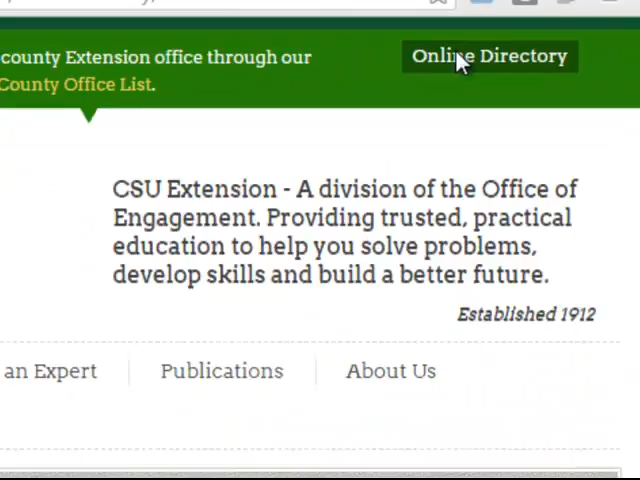 county Extension office through our
Online Directory
County Office List.
CSU Extension - A division of the Office of
Engagement. Providing trusted, practical
education to help you solve problems,
develop skills and build a better future.
Established 1912
an Expert
Publications
About Us